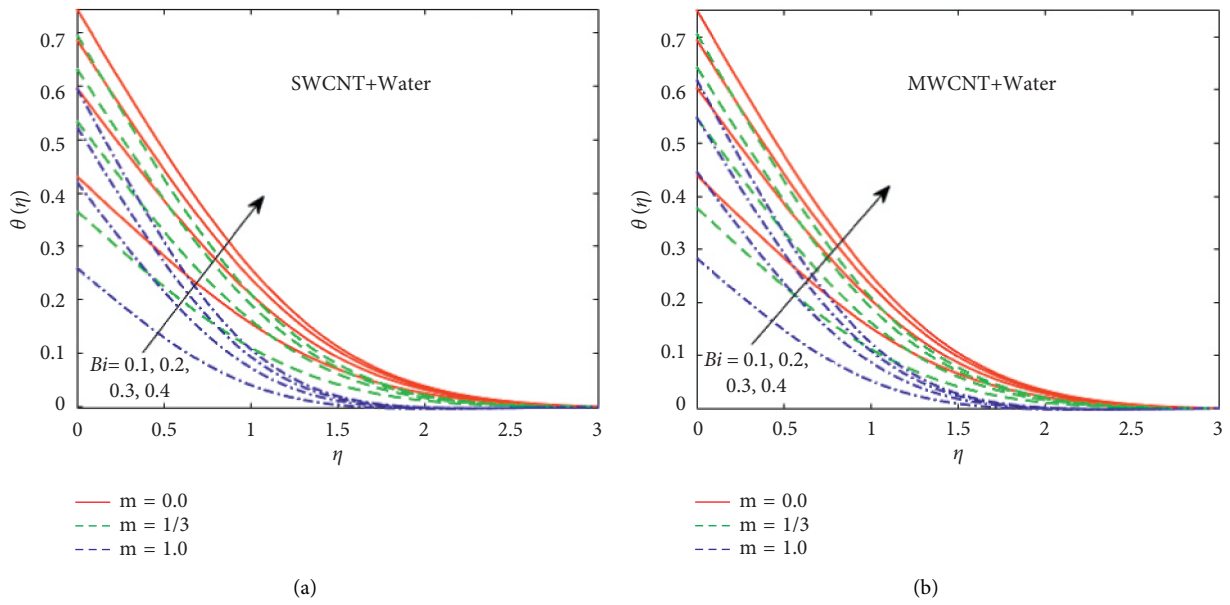 0.7
0.6
0.5
0.4
0.3
0.2
0.1
0
θ (η)
SWCNT+Water
Bi= 0.1, 0.2,
0.3, 0.4
0 0.5 1 1.5 2 2.5 3
η
m = 0.0
m = 1/3
m = 1.0
(a)
0.7
0.6
0.5
0.4
0.3
0.2
0.1
0
θ (η)
MWCNT+Water
Bi = 0.1, 0.2,
0.3, 0.4
0 0.5 1 1.5 2 2.5 3
η
m = 0.0
m = 1/3
m = 1.0
(b)